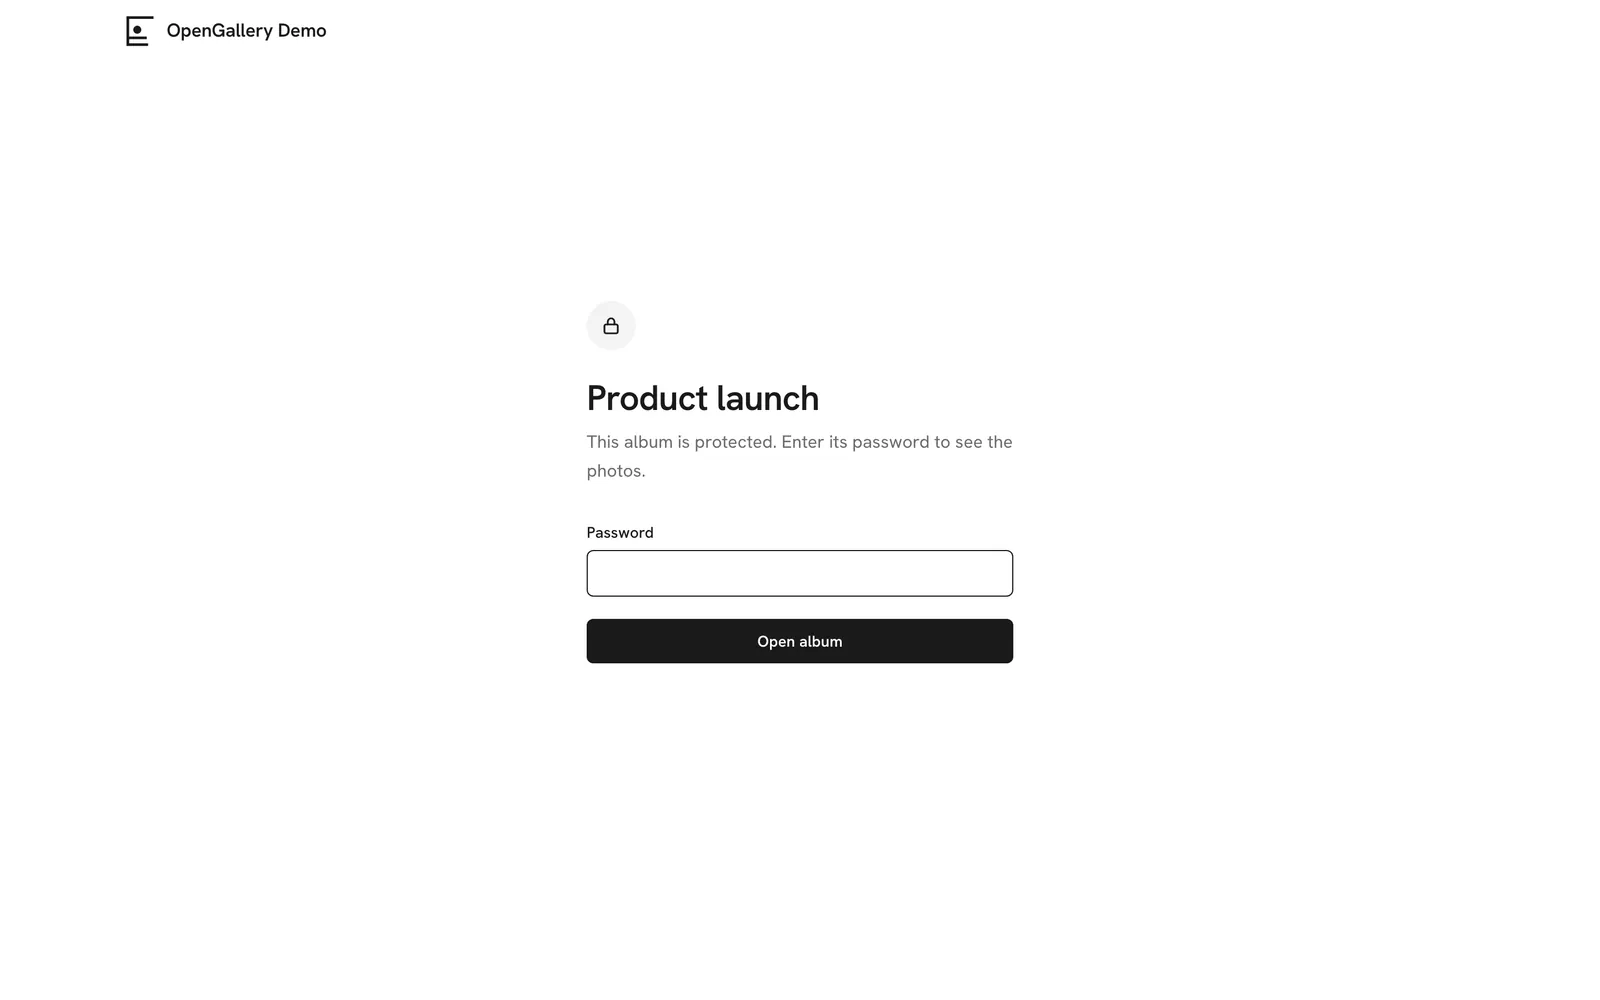 OpenGallery Demo
Product launch
This album is protected. Enter its password to see the
photos.
Password
Open album